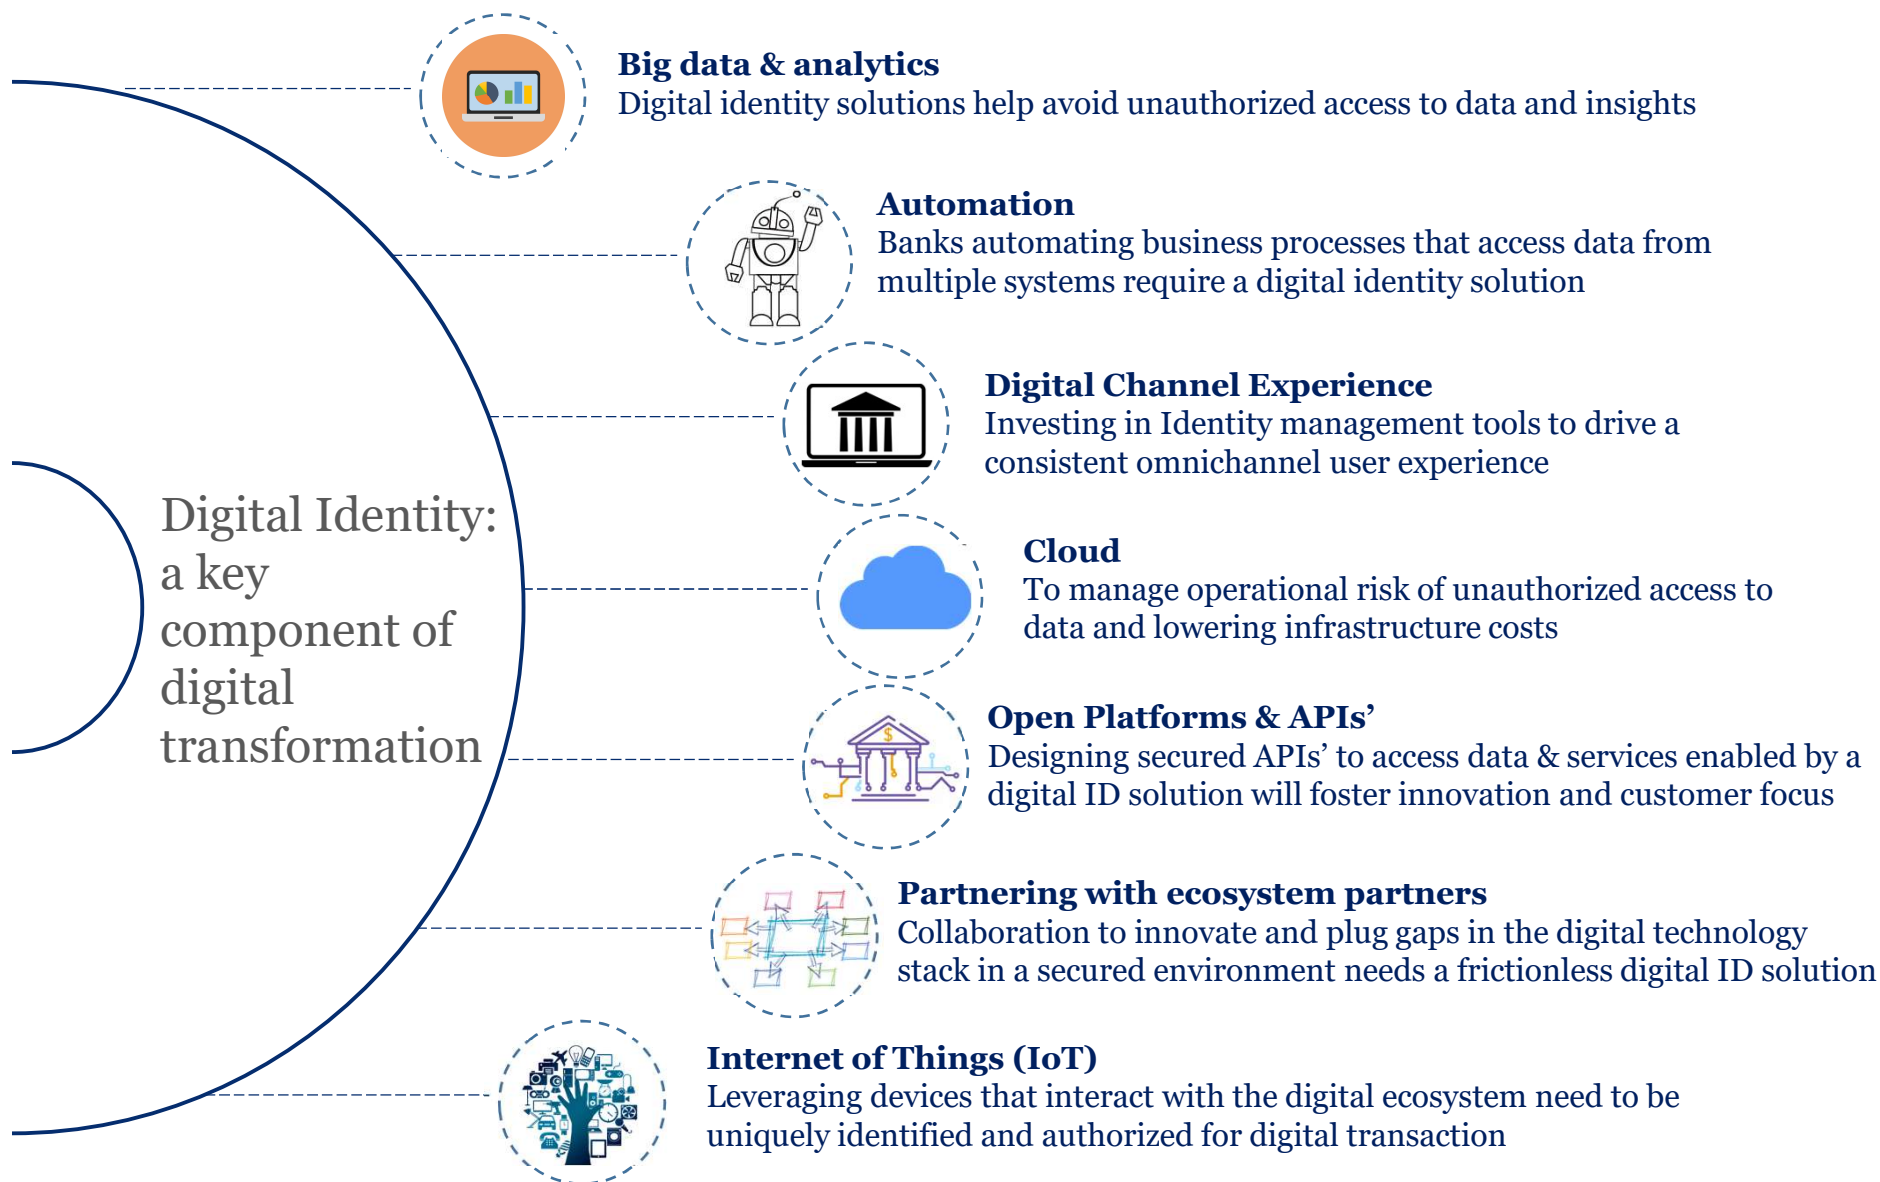 Big data & analytics
Digital identity solutions help avoid unauthorized access to data and insights
Automation
Banks automating business processes that access data from
multiple systems require a digital identity solution
Digital Channel Experience
Investing in Identity management tools to drive a
consistent omnichannel user experience
Digital Identity:
a key
component of
digital
transformation
Cloud
To manage operational risk of unauthorized access to
data and lowering infrastructure costs
Open Platforms & APIs’
Designing secured APIs’ to access data & services enabled by a
digital ID solution will foster innovation and customer focus
$
Partnering with ecosystem partners
Collaboration to innovate and plug gaps in the digital technology
stack in a secured environment needs a frictionless digital ID solution
Internet of Things (IoT)
Leveraging devices that interact with the digital ecosystem need to be
uniquely identified and authorized for digital transaction